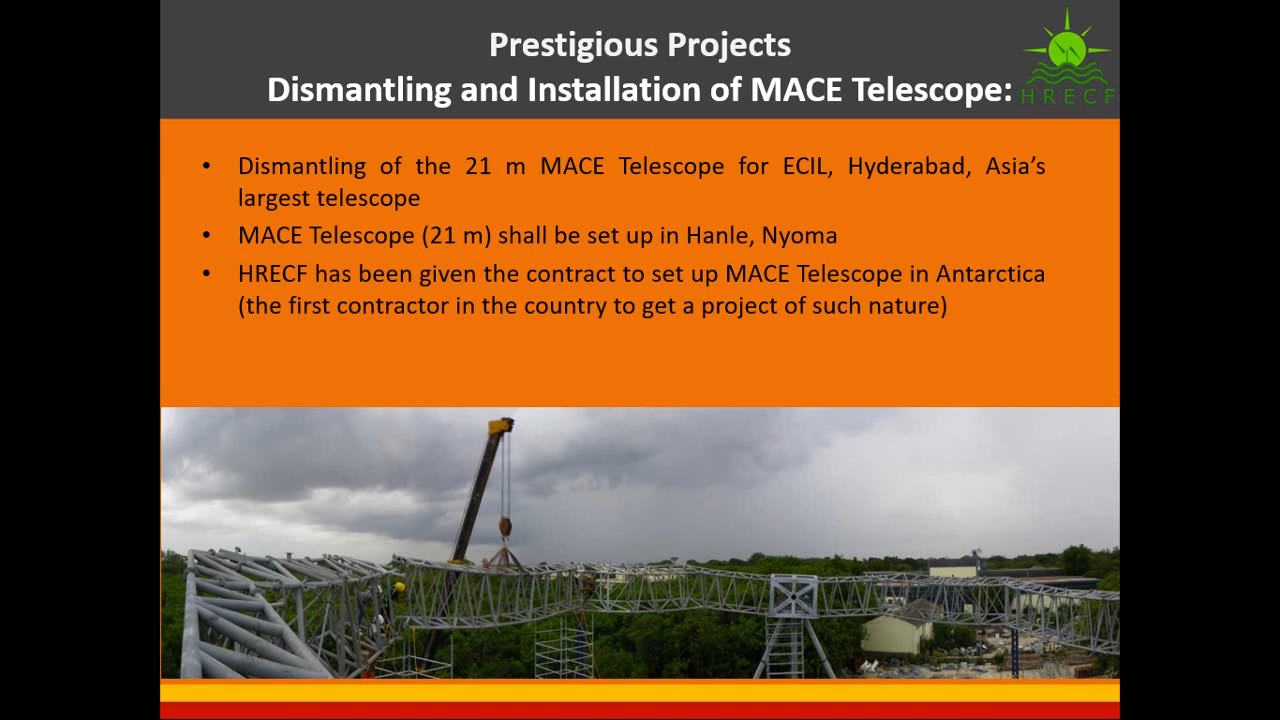 Prestigious Projects
Dismantling and Installation of MACE Telescope:
HRECF
• Dismantling of the 21 m MACE Telescope for ECIL, Hyderabad, Asia’s
largest telescope
• MACE Telescope (21 m) shall be set up in Hanle, Nyoma
• HRECF has been given the contract to set up MACE Telescope in Antarctica
(the first contractor in the country to get a project of such nature)